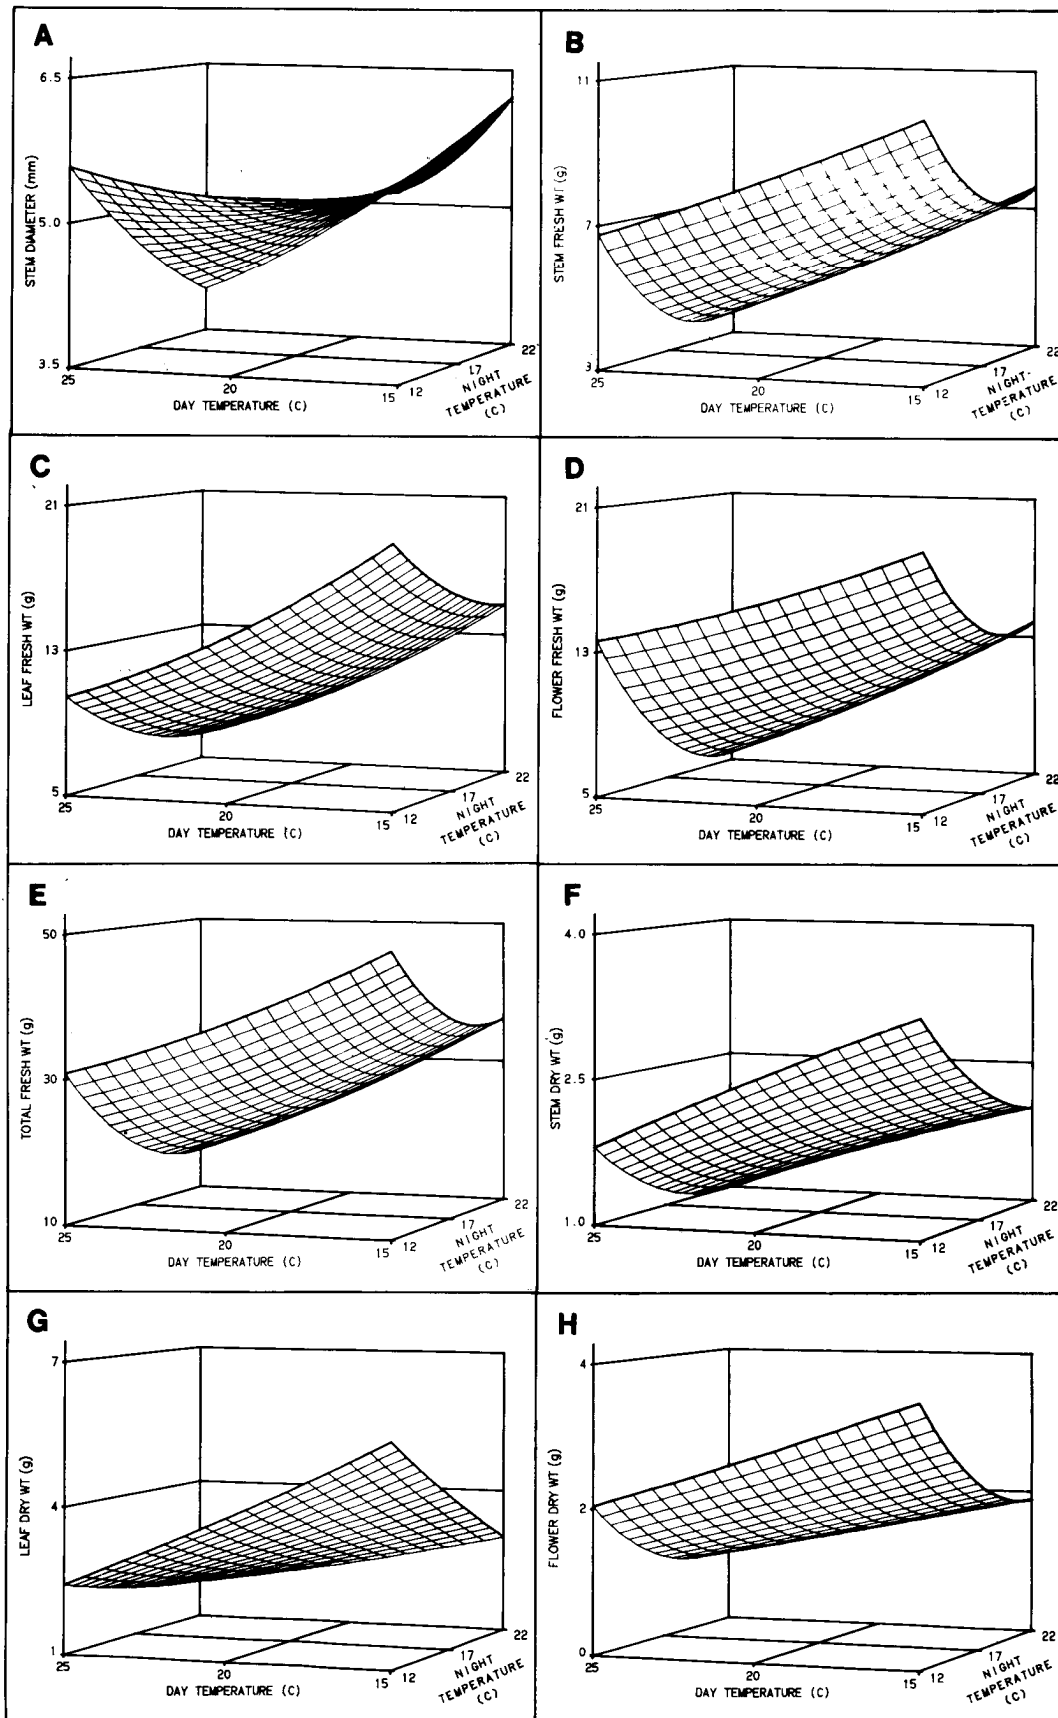 A
6.5
5.0
3.5
STEM DIAMETER (mm)
25
20
15
DAY TEMPERATURE (C)
12
17
22
NIGHT
TEMPERATURE
(C)
B
11
7
3
STEM FRESH WT (g)
25
20
15
DAY TEMPERATURE (C)
12
17
22
NIGHT-
TEMPERATURE
(C)
C
21
13
5
LEAF FRESH WT (g)
25
20
15
DAY TEMPERATURE (C)
12
17
22
NIGHT
TEMPERATURE
(C)
D
21
13
5
FLOWER FRESH WT (g)
25
20
15
DAY TEMPERATURE (C)
12
17
22
NIGHT
TEMPERATURE
(C)
E
50
30
10
TOTAL FRESH WT (g)
25
20
15
DAY TEMPERATURE (C)
12
17
22
NIGHT
TEMPERATURE
(C)
F
4.0
2.5
1.0
STEM DRY WT (g)
25
20
15
DAY TEMPERATURE (C)
12
17
22
NIGHT
TEMPERATURE
(C)
G
7
4
1
LEAF DRY WT (g)
25
20
15
DAY TEMPERATURE (C)
12
17
22
NIGHT
TEMPERATURE
(C)
H
4
2
0
FLOWER DRY WT (g)
25
20
15
DAY TEMPERATURE (C)
12
17
22
NIGHT
TEMPERATURE
(C)